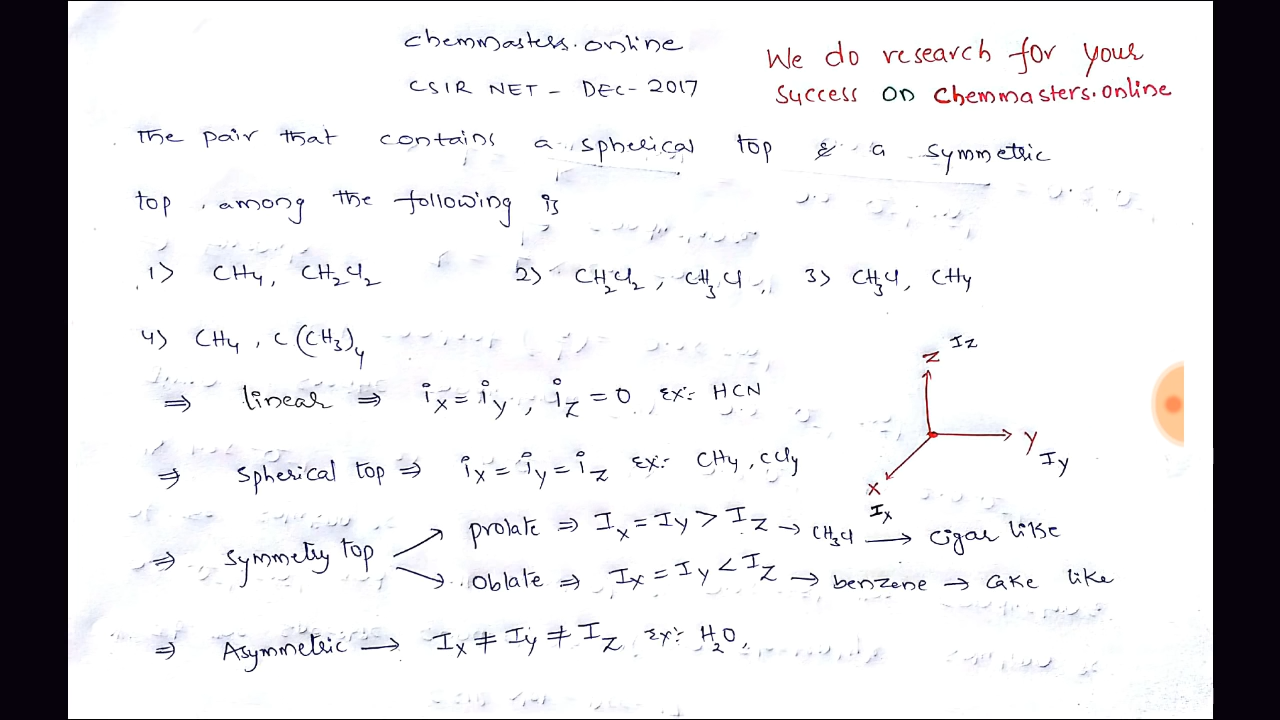 chemmasters.online
CSIR NET - DEC-2017
We do research for your
success on chemmasters.online
The pair that contains a spherical top & a symmetric
top among the following is
1) CH4, CH2Cl2 2) CH2Cl2, CH3Cl, 3) CH3Cl, CH4
4) CH4, C(CH3)4
⇒ linear ⇒ ix = iy, iz = 0 Ex:- HCN
⇒ Spherical top ⇒ ix = iy = iz Ex:- CH4, CCl4
⇒ Symmetry top
prolate ⇒ Ix = Iy > Iz → CH3Cl → cigar like
oblate ⇒ Ix = Iy < Iz → benzene → cake like
⇒ Asymmetric → Ix ≠ Iy ≠ Iz Ex:- H2O,
Z Iz
Y
Iy
X
Ix